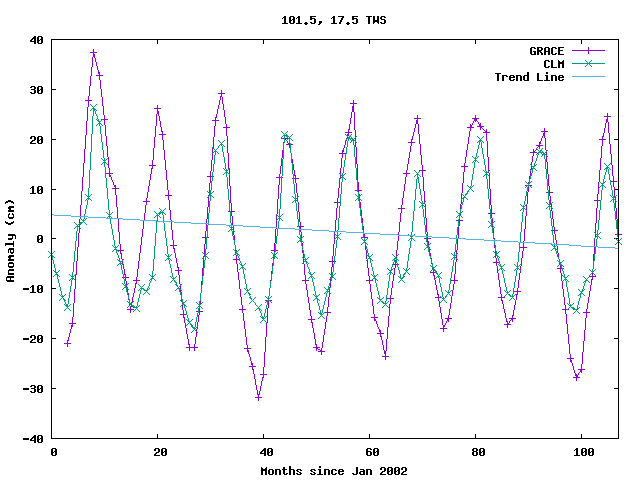 101.5, 17.5 TWS
GRACE
CLM
Trend Line
40
30
20
10
0
-10
-20
-30
-40
Anomaly (cm)
0 20 40 60 80 100
Months since Jan 2002